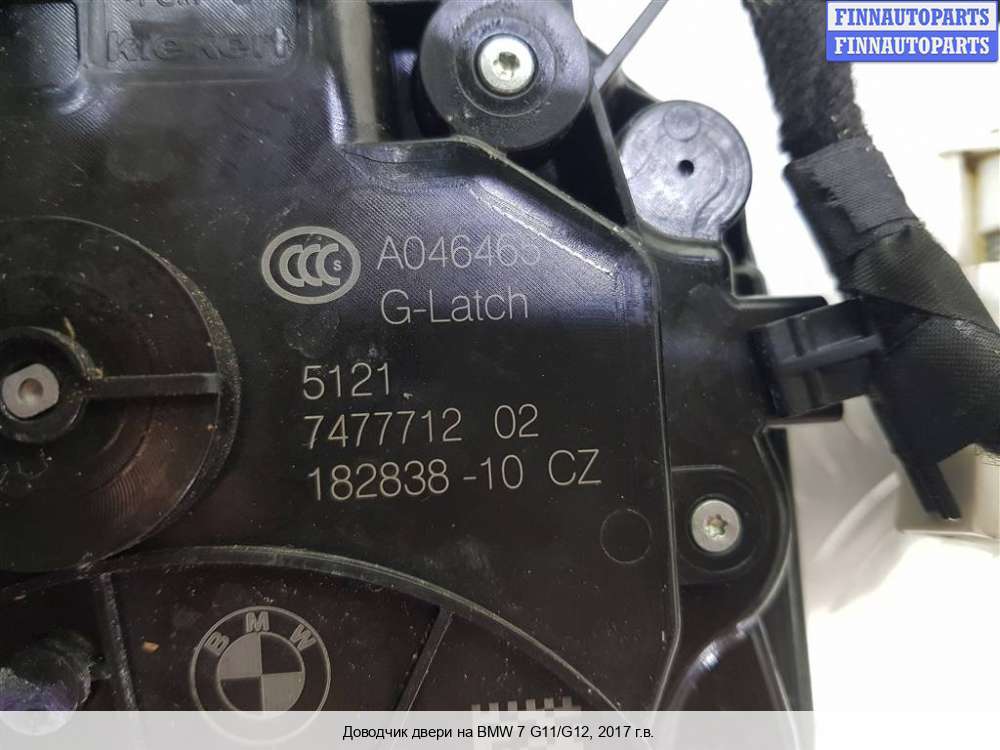 FINNAUTOPARTS
FINNAUTOPARTS
kiekert
CCC S A046465
G-Latch
5121
7477712 02
182838-10 CZ
BMW
Доводчик двери на BMW 7 G11/G12, 2017 г.в.